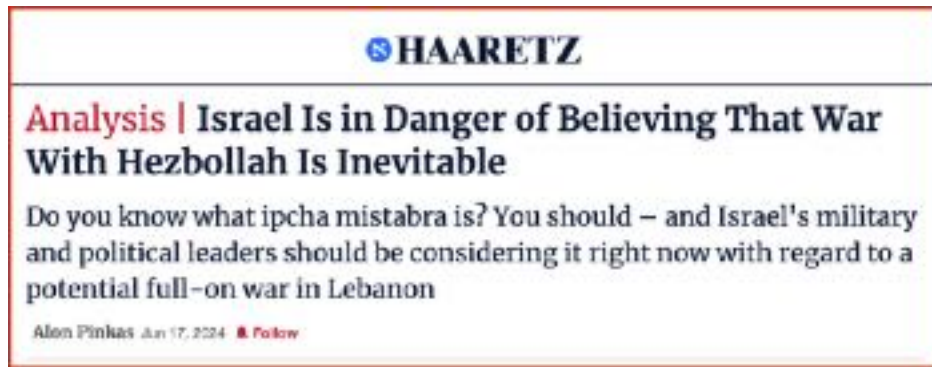 HAARETZ
Analysis | Israel Is in Danger of Believing That War
With Hezbollah Is Inevitable
Do you know what ipcha mistabra is? You should – and Israel's military
and political leaders should be considering it right now with regard to a
potential full-on war in Lebanon
Alon Pinkas Jun 17, 2024 Follow